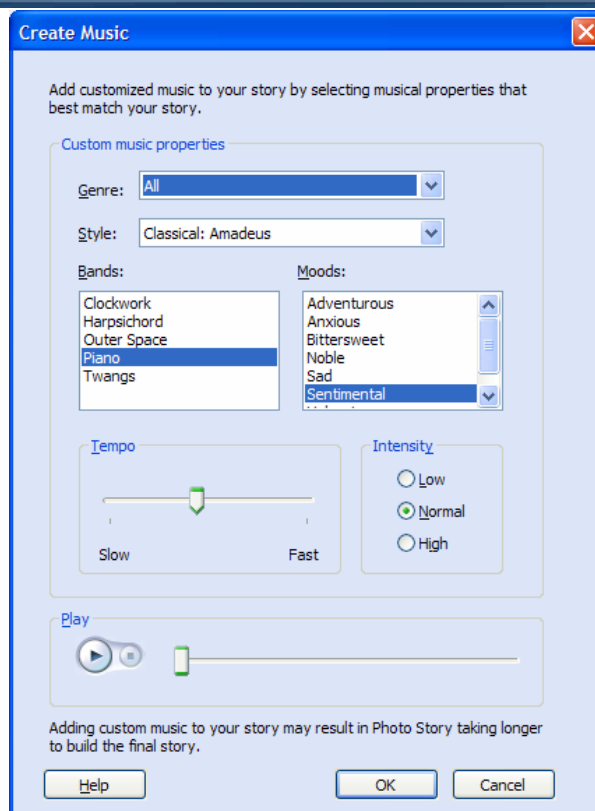 Create Music
Add customized music to your story by selecting musical properties that
best match your story.
Custom music properties
Genre: All
Style: Classical: Amadeus
Bands:
Clockwork
Harpsichord
Outer Space
Piano
Twangs
Moods:
Adventurous
Anxious
Bittersweet
Noble
Sad
Sentimental
Tempo
Slow
Fast
Intensity
Low
Normal
High
Play
Adding custom music to your story may result in Photo Story taking longer
to build the final story.
Help
OK
Cancel